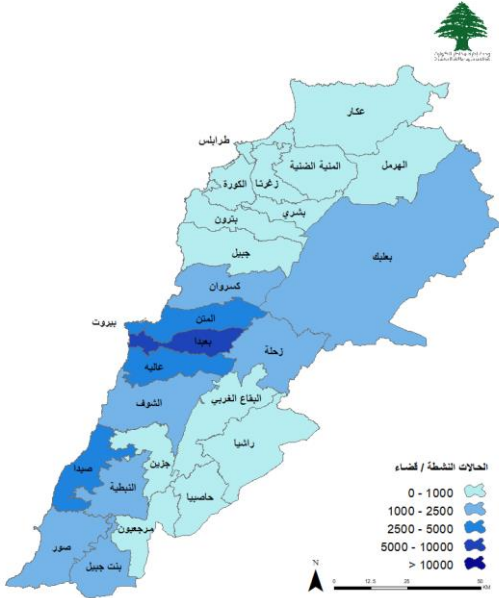 عكار
طرابلس
المنية الضنية
الهرمل
زغرتا
الكورة
بشري
بترون
بعلبك
جبيل
كسروان
المتن
بيروت
بعبدا
زحلة
عاليه
الشوف
البقاع الغربي
راشيا
صيدا
جزين
النبطية
حاصبيا
مرجعيون
صور
بنت جبيل
الحالات النشطة / قضاء
0 - 1000
1000 - 2500
2500 - 5000
5000 - 10000
> 10000
N
0 12.5 25 50
KM